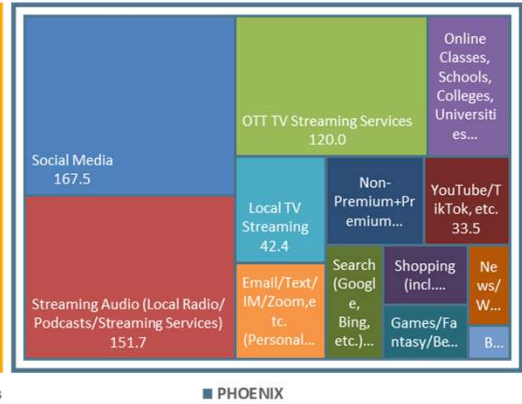 Social Media
167.5
Streaming Audio (Local Radio/
Podcasts/Streaming Services)
151.7
OTT TV Streaming Services
120.0
Online
Classes,
Schools,
Colleges,
Universiti
es...
Local TV
Streaming
42.4
Non-
Premium+Pr
emium...
YouTube/T
ikTok, etc.
33.5
Email/Text/
IM/Zoom,e
tc.
(Personal...
Search
(Googl
e,
Bing,
etc.)...
Shopping
(incl....
Games/Fa
ntasy/Be...
Ne
ws/
W...
B...
s
PHOENIX